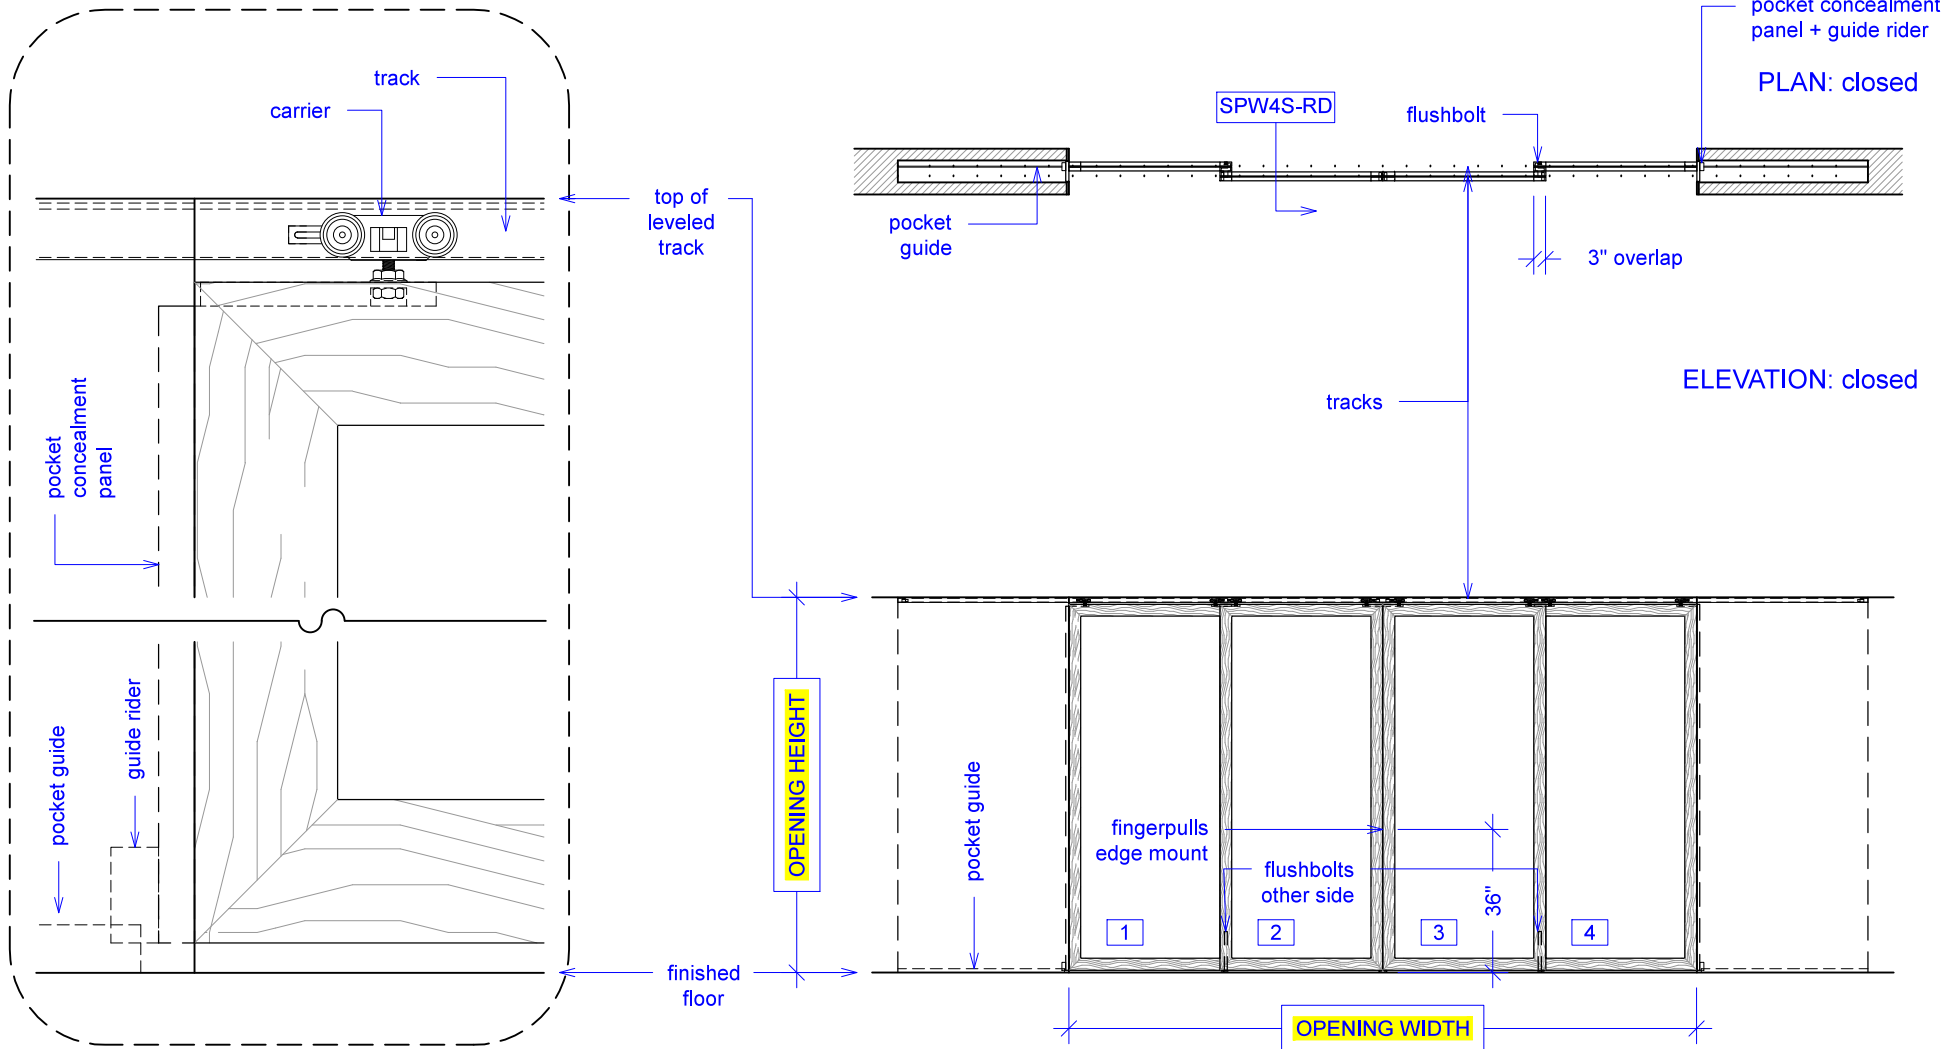 pocket concealment
panel + guide rider
PLAN: closed
track
carrier
SPW4S-RD
flushbolt
top of
leveled
track
pocket
guide
3" overlap
ELEVATION: closed
tracks
pocket
concealment
panel
guide rider
pocket guide
OPENING HEIGHT
pocket guide
fingerpulls
edge mount
flushbolts
other side
36"
1
2
3
4
finished
floor
OPENING WIDTH